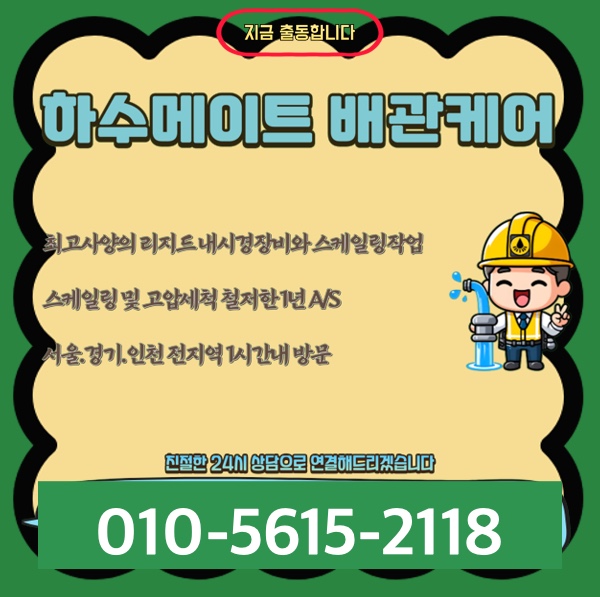 지금 출동합니다
하수메이트 배관케어
최고사양의 리지드 내시경장비와 스케일링작업
스케일링 및 고압세척 철저한 1년 A/S
서울.경기.인천 전지역 1시간내 방문
친절한 24시 상담으로 연결해드리겠습니다
010-5615-2118